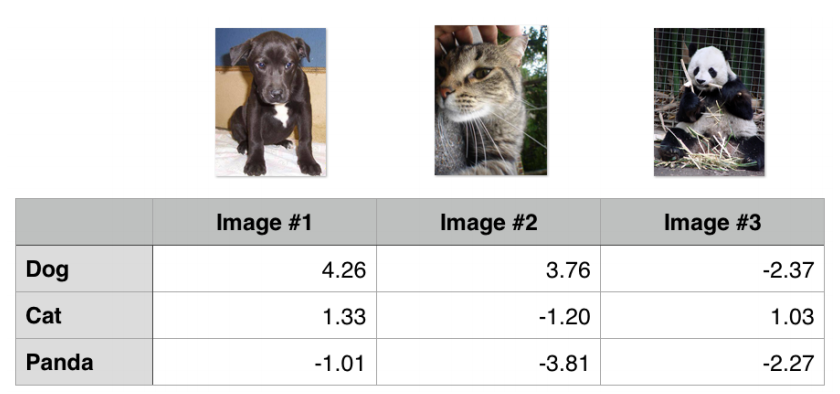 Image #1 Image #2 Image #3
Dog 4.26 3.76 -2.37
Cat 1.33 -1.20 1.03
Panda -1.01 -3.81 -2.27